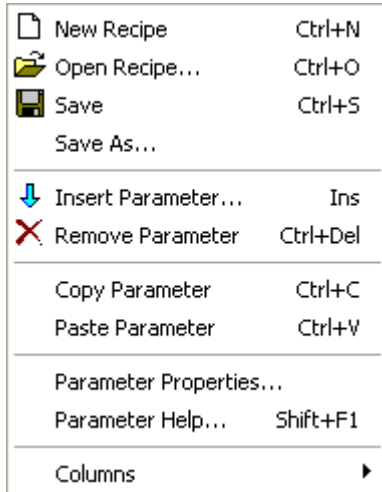 New Recipe Ctrl+N
Open Recipe... Ctrl+O
Save Ctrl+S
Save As...
Insert Parameter... Ins
Remove Parameter Ctrl+Del
Copy Parameter Ctrl+C
Paste Parameter Ctrl+V
Parameter Properties...
Parameter Help... Shift+F1
Columns